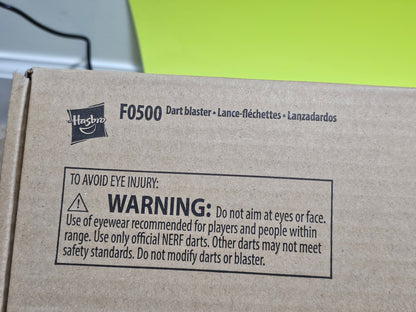 Hasbro
F0500 Dart blaster • Lance-fléchettes • Lanzadardos
TO AVOID EYE INJURY:
WARNING: Do not aim at eyes or face.
Use of eyewear recommended for players and people within
range. Use only official NERF darts. Other darts may not meet
safety standards. Do not modify darts or blaster.